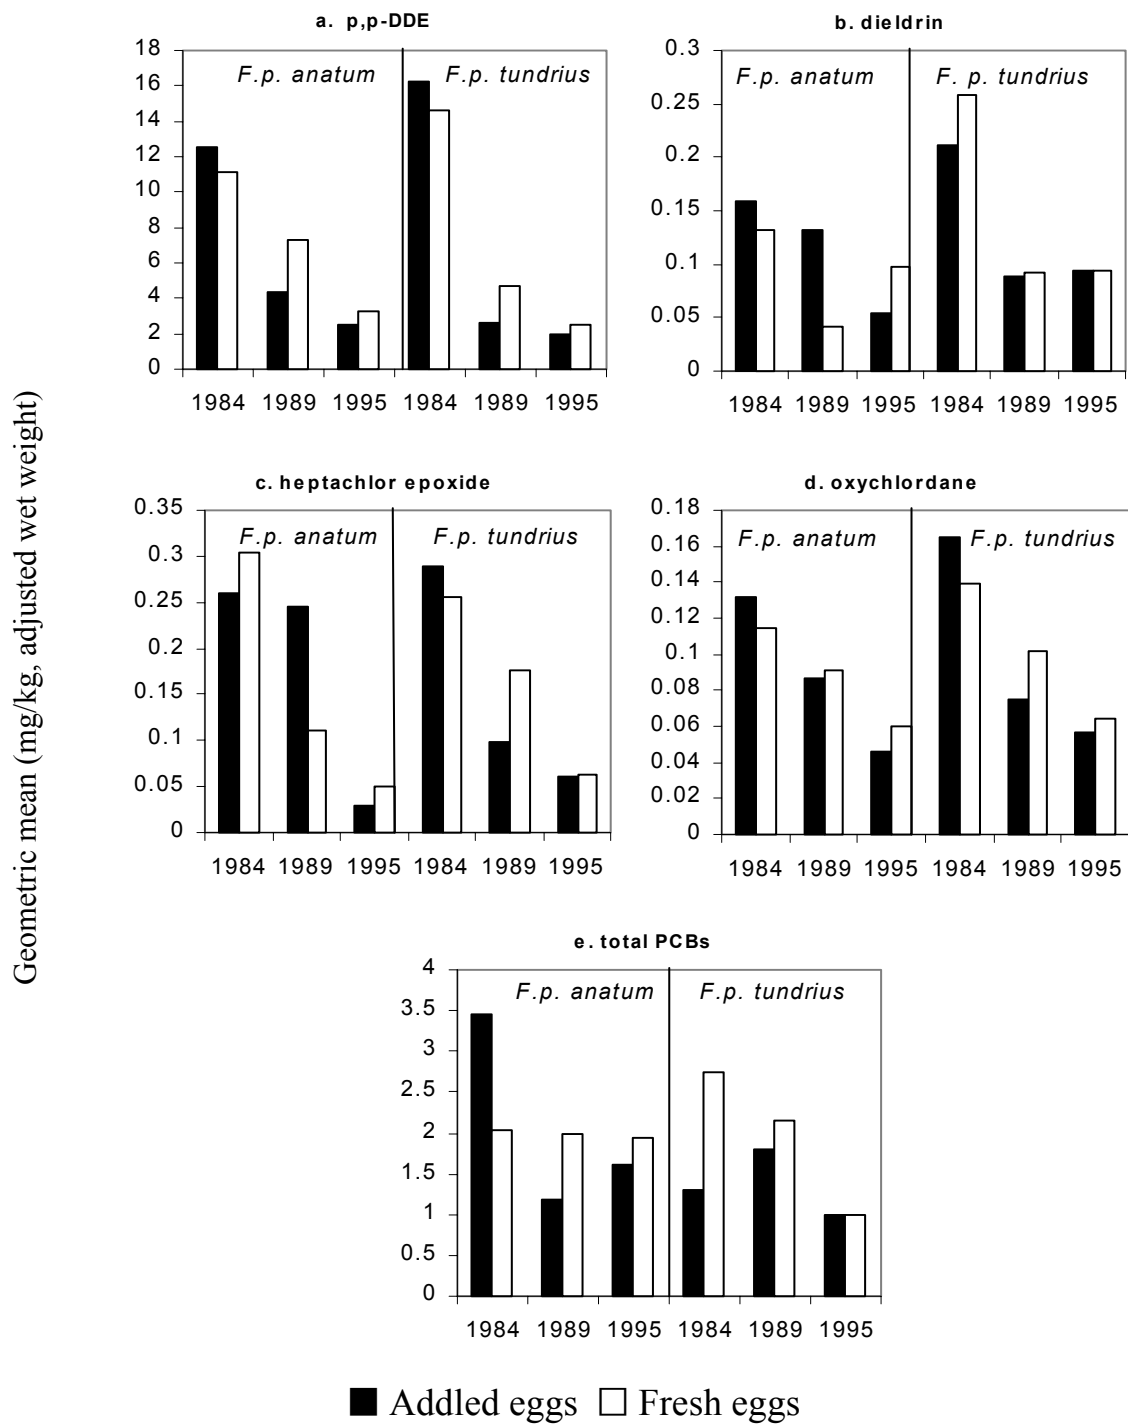 a. p,p-DDE
18
16
14
12
10
8
6
4
2
0
F.p. anatum
F.p. tundrius
1984 1989 1995 1984 1989 1995
b. dieldrin
0.3
0.25
0.2
0.15
0.1
0.05
0
F.p. anatum
F. p. tundrius
1984 1989 1995 1984 1989 1995
Geometric mean (mg/kg, adjusted wet weight)
c. heptachlor epoxide
0.35
0.3
0.25
0.2
0.15
0.1
0.05
0
F.p. anatum
F.p. tundrius
1984 1989 1995 1984 1989 1995
d. oxychlordane
0.18
0.16
0.14
0.12
0.1
0.08
0.06
0.04
0.02
0
F.p. anatum
F.p. tundrius
1984 1989 1995 1984 1989 1995
e. total PCBs
4
3.5
3
2.5
2
1.5
1
0.5
0
F.p. anatum
F.p. tundrius
1984 1989 1995 1984 1989 1995
Addled eggs Fresh eggs